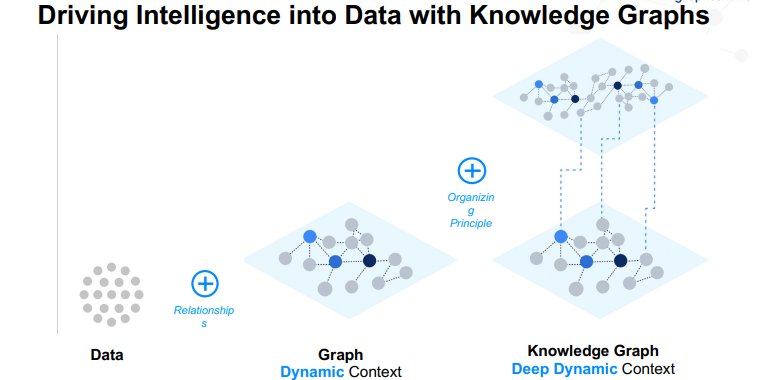 Driving Intelligence into Data with Knowledge Graphs
Organizin
g
Principle
Relationship
s
Data
Graph
Dynamic Context
Knowledge Graph
Deep Dynamic Context